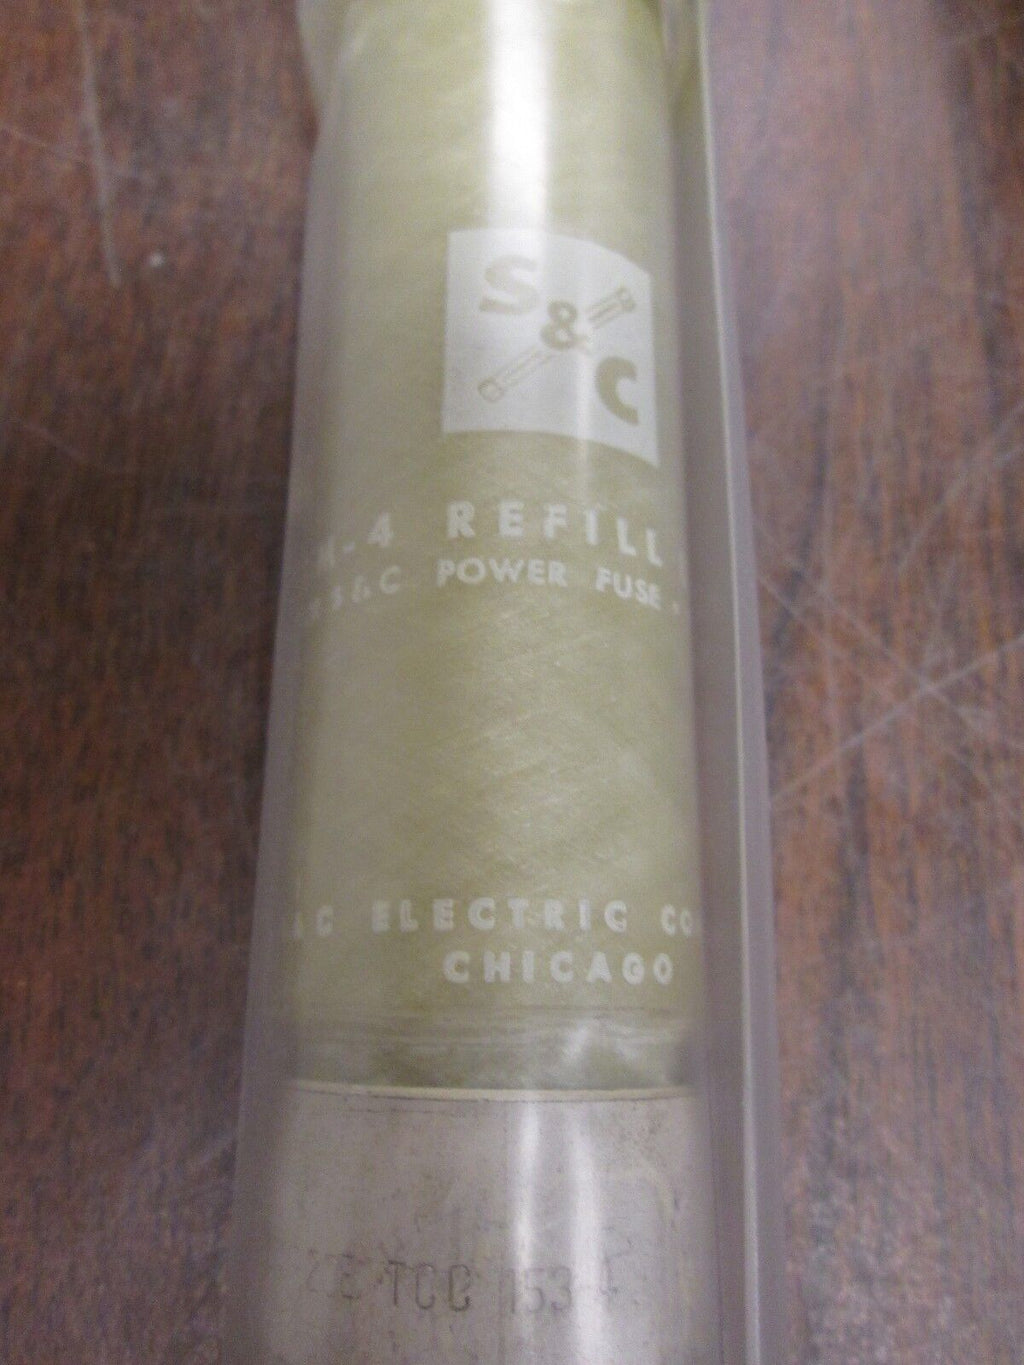 S & C
-4 REFILL
S&C POWER FUSE
& C ELECTRIC CO
CHICAGO
TCC 153-